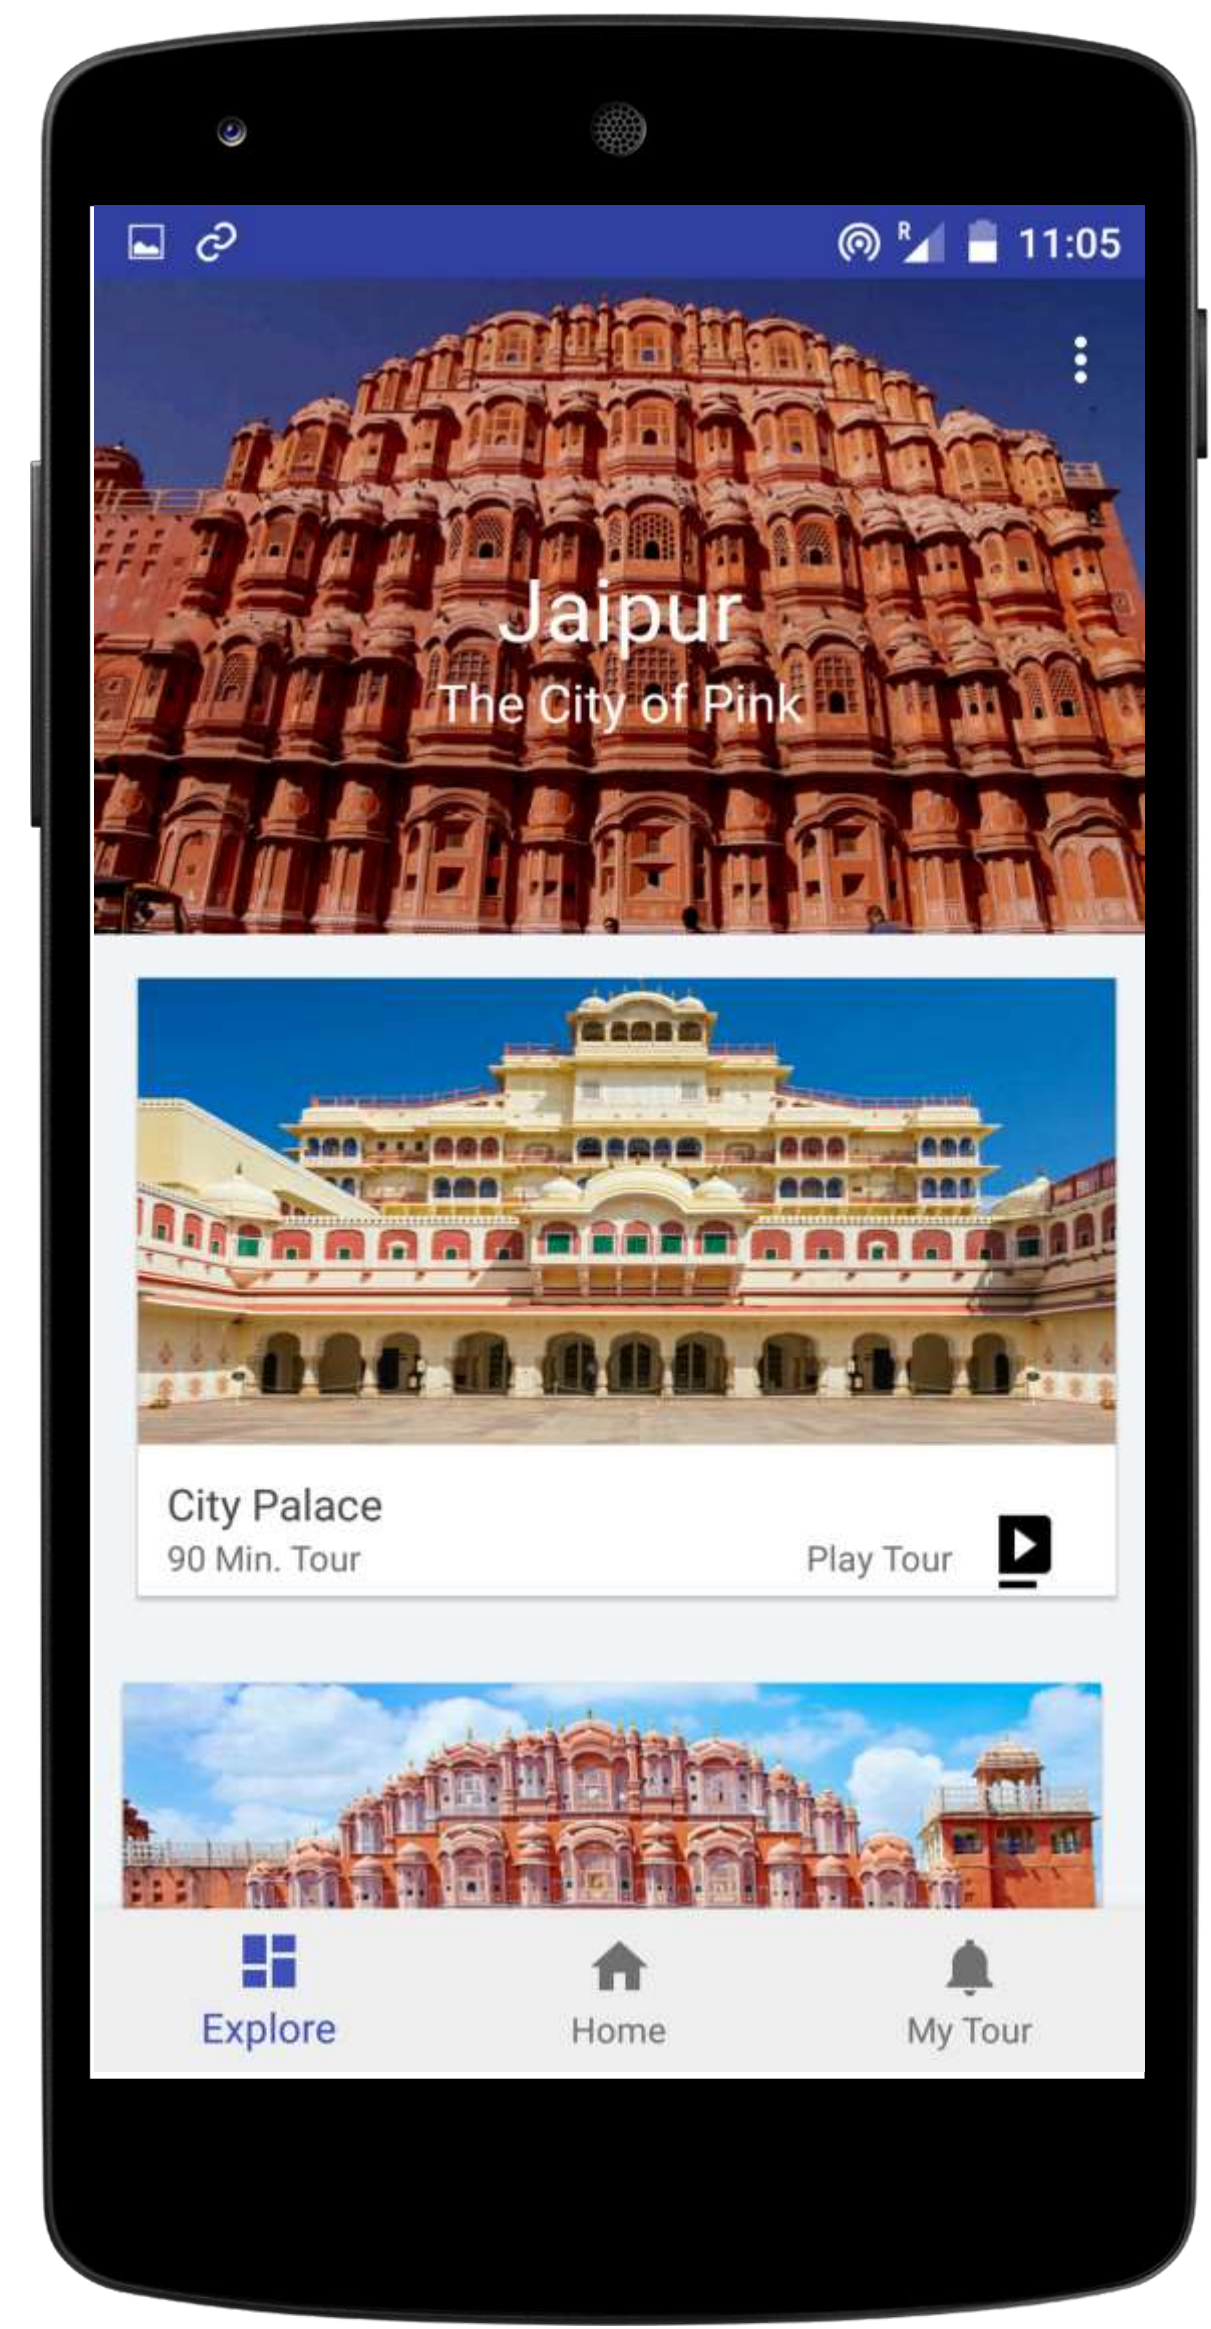 R 11:05
Jaipur
The City of Pink
City Palace
90 Min. Tour
Play Tour
Explore
Home
My Tour